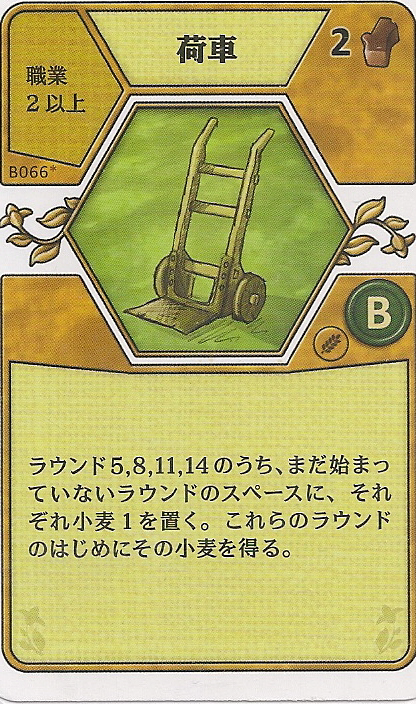 荷車
2
職業
2以上
B066*
B
ラウンド5,8,11,14のうち、まだ始まっ
ていないラウンドのスペースに、それ
ぞれ小麦1を置く。これらのラウンド
のはじめにその小麦を得る。